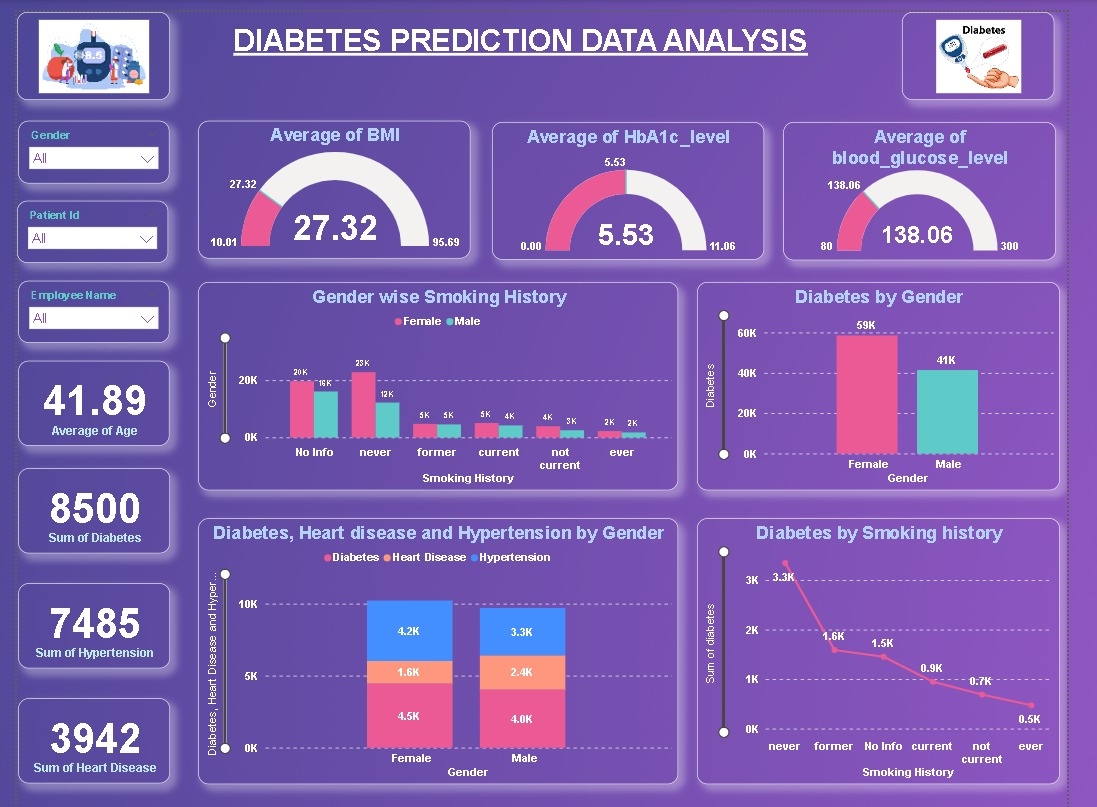 8.5
DIABETES PREDICTION DATA ANALYSIS
Diabetes
Gender
All
Patient Id
All
Employee Name
All
41.89
Average of Age
8500
Sum of Diabetes
7485
Sum of Hypertension
3942
Sum of Heart Disease
Average of BMI
27.32
27.32
10.01
95.69
Average of HbA1c_level
5.53
5.53
0.00
11.06
Average of
blood_glucose_level
138.06
138.06
80
300
Gender wise Smoking History
Female Male
Gender
20K
0K
20K 16K 23K 12K 5K 5K 5K 4K 4K 3K 2K 2K
No Info never former current not current ever
Smoking History
Diabetes by Gender
Diabetes
60K
40K
20K
0K
59K
41K
Female Male
Gender
Diabetes, Heart disease and Hypertension by Gender
Diabetes Heart Disease Hypertension
Diabetes, Heart Disease and Hyper...
10K
5K
0K
4.2K 3.3K
1.6K 2.4K
4.5K 4.0K
Female Male
Gender
Diabetes by Smoking history
Sum of diabetes
3K
2K
1K
0K
3.3K 1.6K 1.5K 0.9K 0.7K 0.5K
never former No Info current not current ever
Smoking History